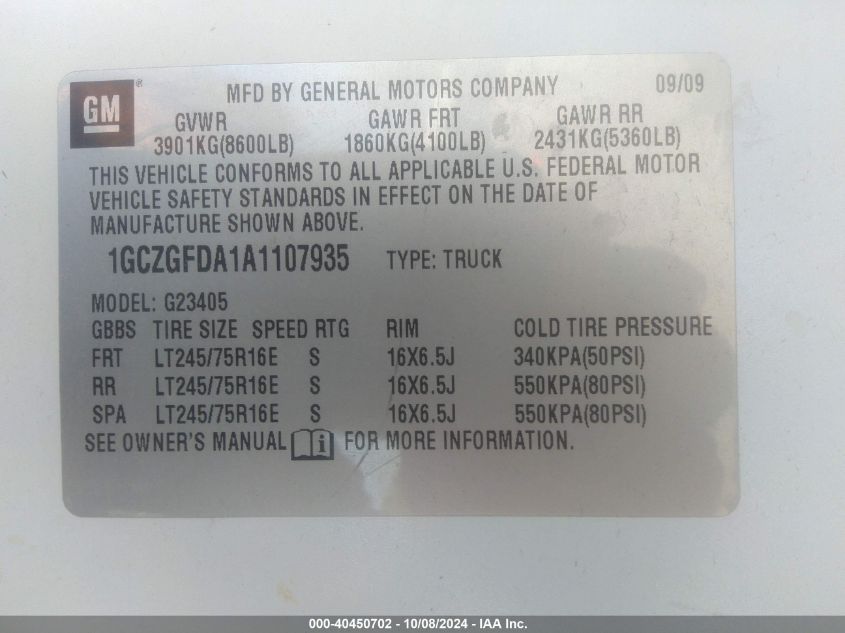 GM ® MFD BY GENERAL MOTORS COMPANY 09/09
GVWR GAWR FRT GAWR RR
3901KG(8600LB) 1860KG(4100LB) 2431KG(5360LB)
THIS VEHICLE CONFORMS TO ALL APPLICABLE U.S. FEDERAL MOTOR
VEHICLE SAFETY STANDARDS IN EFFECT ON THE DATE OF
MANUFACTURE SHOWN ABOVE.
1GCZGFDA1A1107935 TYPE: TRUCK
MODEL: G23405
GBBS TIRE SIZE SPEED RTG RIM COLD TIRE PRESSURE
FRT LT245/75R16E S 16X6.5J 340KPA(50PSI)
RR LT245/75R16E S 16X6.5J 550KPA(80PSI)
SPA LT245/75R16E S 16X6.5J 550KPA(80PSI)
SEE OWNER'S MANUAL i FOR MORE INFORMATION.
000-40450702 - 10/08/2024 - IAA Inc.